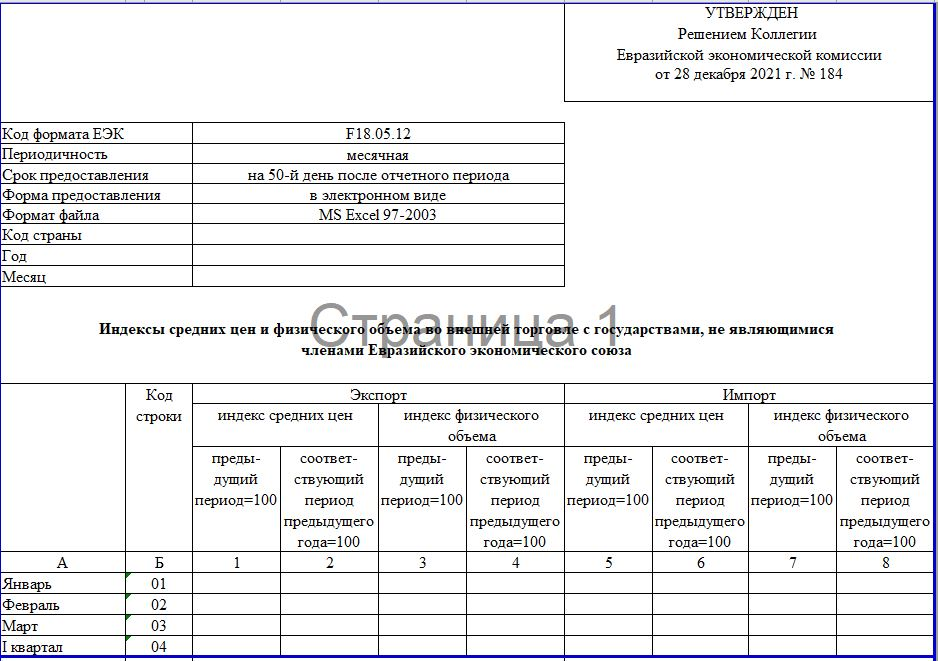 УТВЕРЖДЕН
Решением Коллегии
Евразийской экономической комиссии
от 28 декабря 2021 г. № 184
Код формата ЕЭК F18.05.12
Периодичность месячная
Срок предоставления на 50-й день после отчетного периода
Форма предоставления в электронном виде
Формат файла MS Excel 97-2003
Код страны
Год
Месяц
Страница 1
Индексы средних цен и физического объема во внешней торговле с государствами, не являющимися
членами Евразийского экономического союза
Код Экспорт Импорт
строки индекс средних цен индекс физического индекс средних цен индекс физического
объема объема
преды- соответ- преды- соответ- преды- соответ- преды- соответ-
дущий ствующий дущий ствующий дущий ствующий дущий ствующий
период=100 период период=100 период период=100 период период=100 период
предыдущего предыдущего предыдущего предыдущего
года=100 года=100 года=100 года=100
А Б 1 2 3 4 5 6 7 8
Январь 01
Февраль 02
Март 03
I квартал 04